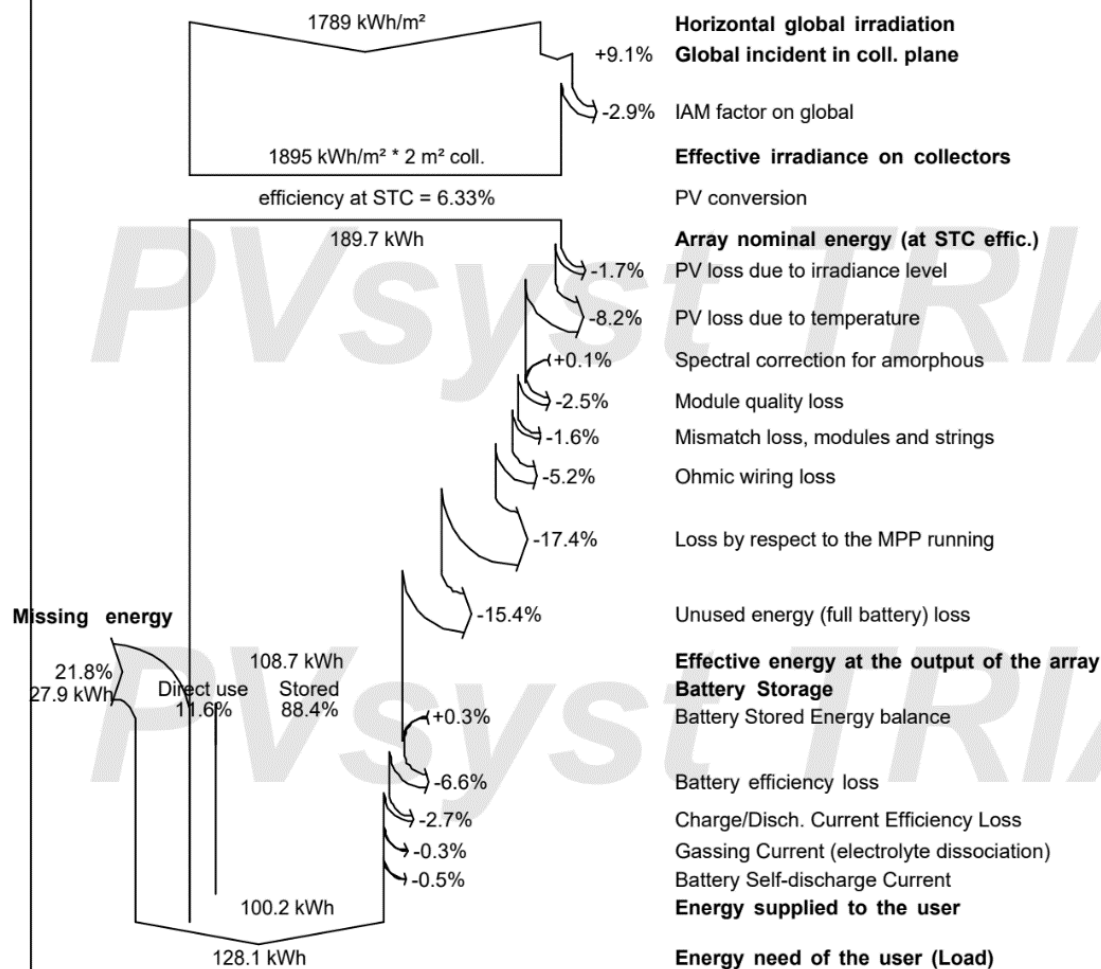 1789 kWh/m² Horizontal global irradiation
+9.1% Global incident in coll. plane
-2.9% IAM factor on global
1895 kWh/m² * 2 m² coll. Effective irradiance on collectors
efficiency at STC = 6.33% PV conversion
189.7 kWh Array nominal energy (at STC effic.)
-1.7% PV loss due to irradiance level
-8.2% PV loss due to temperature
+0.1% Spectral correction for amorphous
-2.5% Module quality loss
-1.6% Mismatch loss, modules and strings
-5.2% Ohmic wiring loss
-17.4% Loss by respect to the MPP running
Missing energy -15.4% Unused energy (full battery) loss
108.7 kWh Effective energy at the output of the array
21.8% Direct use Stored Battery Storage
27.9 kWh 11.6% 88.4% +0.3% Battery Stored Energy balance
-6.6% Battery efficiency loss
-2.7% Charge/Disch. Current Efficiency Loss
-0.3% Gassing Current (electrolyte dissociation)
-0.5% Battery Self-discharge Current
100.2 kWh Energy supplied to the user
128.1 kWh Energy need of the user (Load)
PVsyst TRIA
PVsyst TRIA